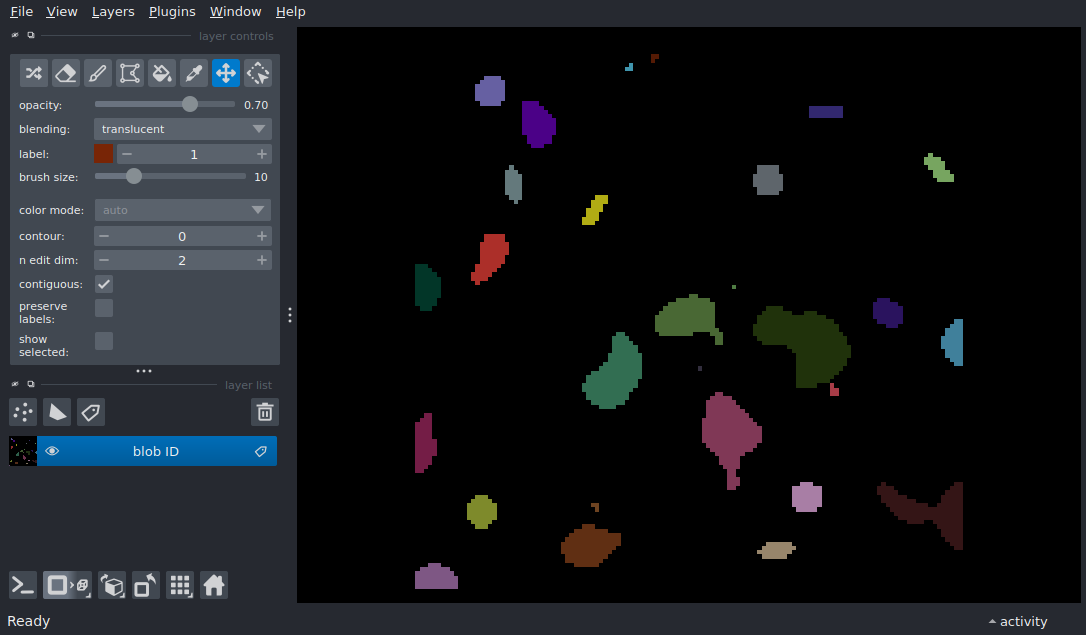 File View Layers Plugins Window Help
layer controls
opacity: 0.70
blending: translucent
label: 1
brush size: 10
color mode: auto
contour: 0
n edit dim: 2
contiguous:
preserve
labels:
show
selected:
layer list
blob ID
Ready
activity